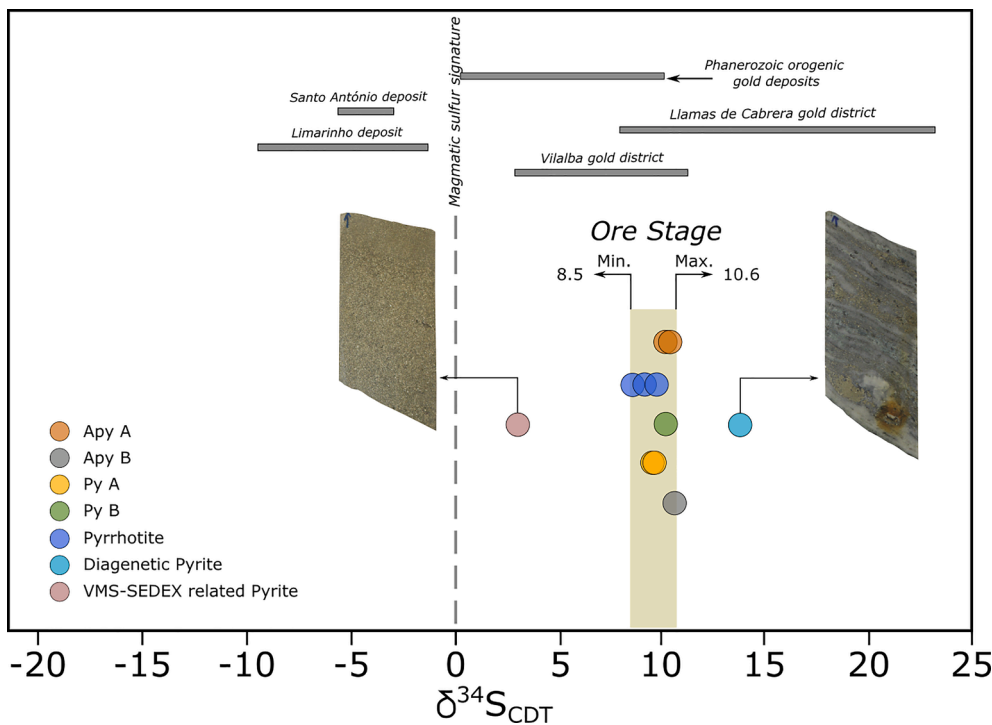 Magmatic sulfur signature
Phanerozoic orogenic
gold deposits
Santo António deposit
Llamas de Cabrera gold district
Limarinho deposit
Vilalba gold district
Ore Stage
Min.
Max.
8.5
10.6
Apy A
Apy B
Py A
Py B
Pyrrhotite
Diagenetic Pyrite
VMS-SEDEX related Pyrite
-20 -15 -10 -5 0 5 10 15 20 25
δ³⁴S_CDT